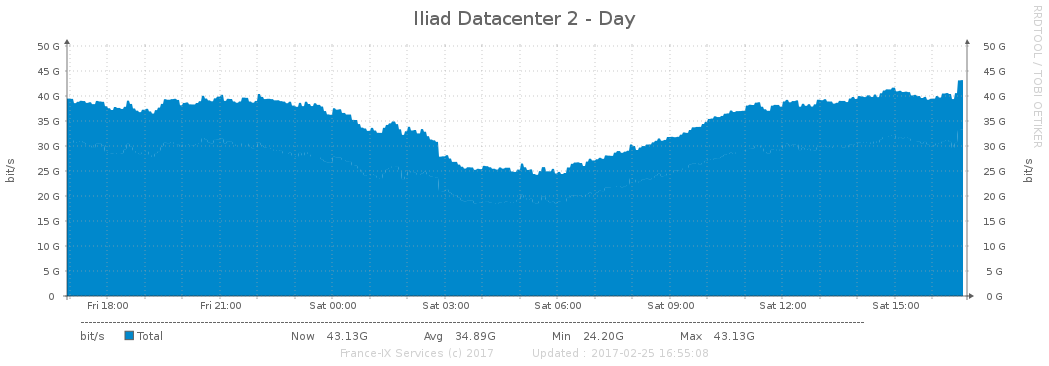 Iliad Datacenter 2 - Day
RRDTOOL / TOBI OETIKER
50 G 50 G
45 G 45 G
40 G 40 G
35 G 35 G
30 G 30 G
25 G 25 G
20 G 20 G
15 G 15 G
10 G 10 G
5 G 5 G
0 0 G
bit/s bit/s
Fri 18:00 Fri 21:00 Sat 00:00 Sat 03:00 Sat 06:00 Sat 09:00 Sat 12:00 Sat 15:00
bit/s Total Now 43.13G Avg 34.89G Min 24.20G Max 43.13G
France-IX Services (c) 2017 Updated : 2017-02-25 16:55:08